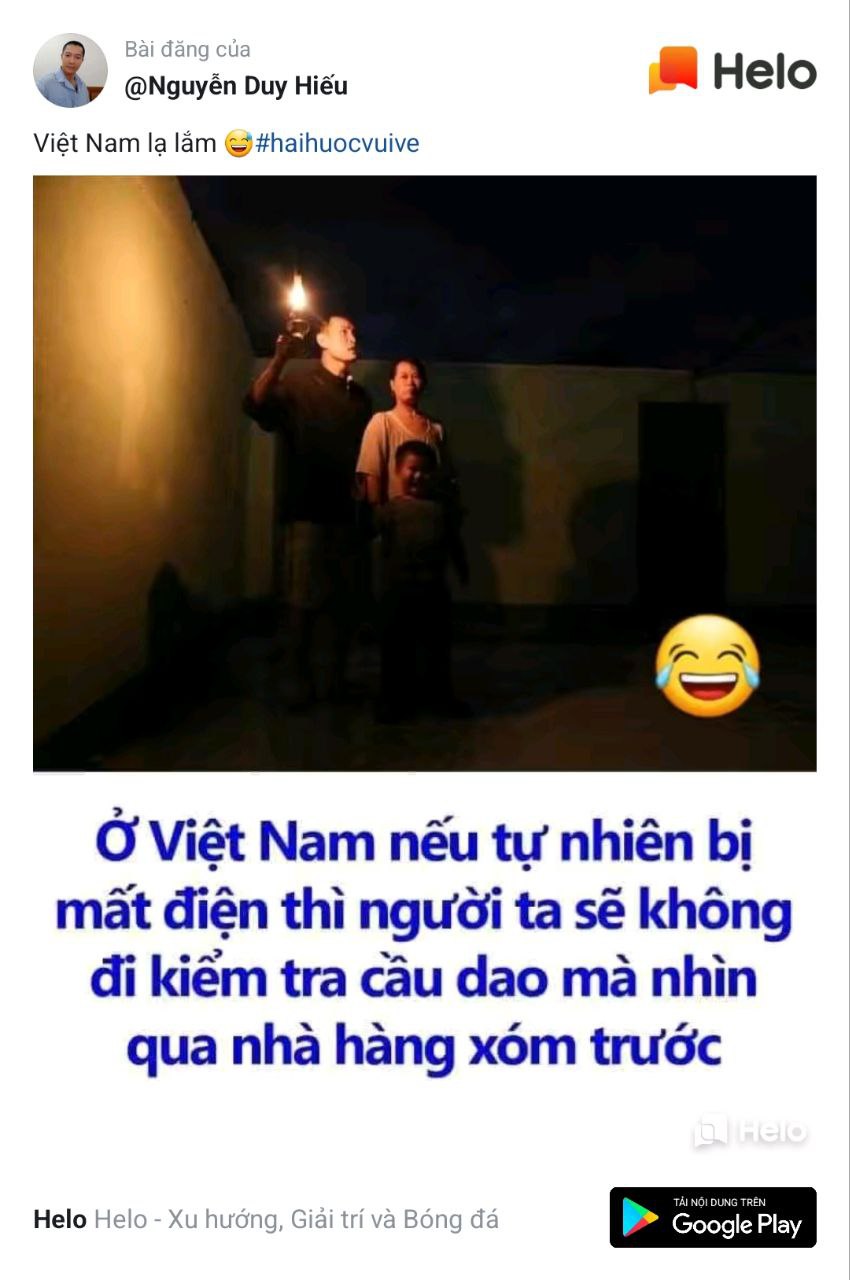 Bài đăng của
@Nguyễn Duy Hiếu
Helo
Việt Nam lạ lắm 😅#haihuocvuive
Ở Việt Nam nếu tự nhiên bị
mất điện thì người ta sẽ không
đi kiểm tra cầu dao mà nhìn
qua nhà hàng xóm trước
Helo
Helo Helo - Xu hướng, Giải trí và Bóng đá
TẢI NỘI DUNG TRÊN
Google Play